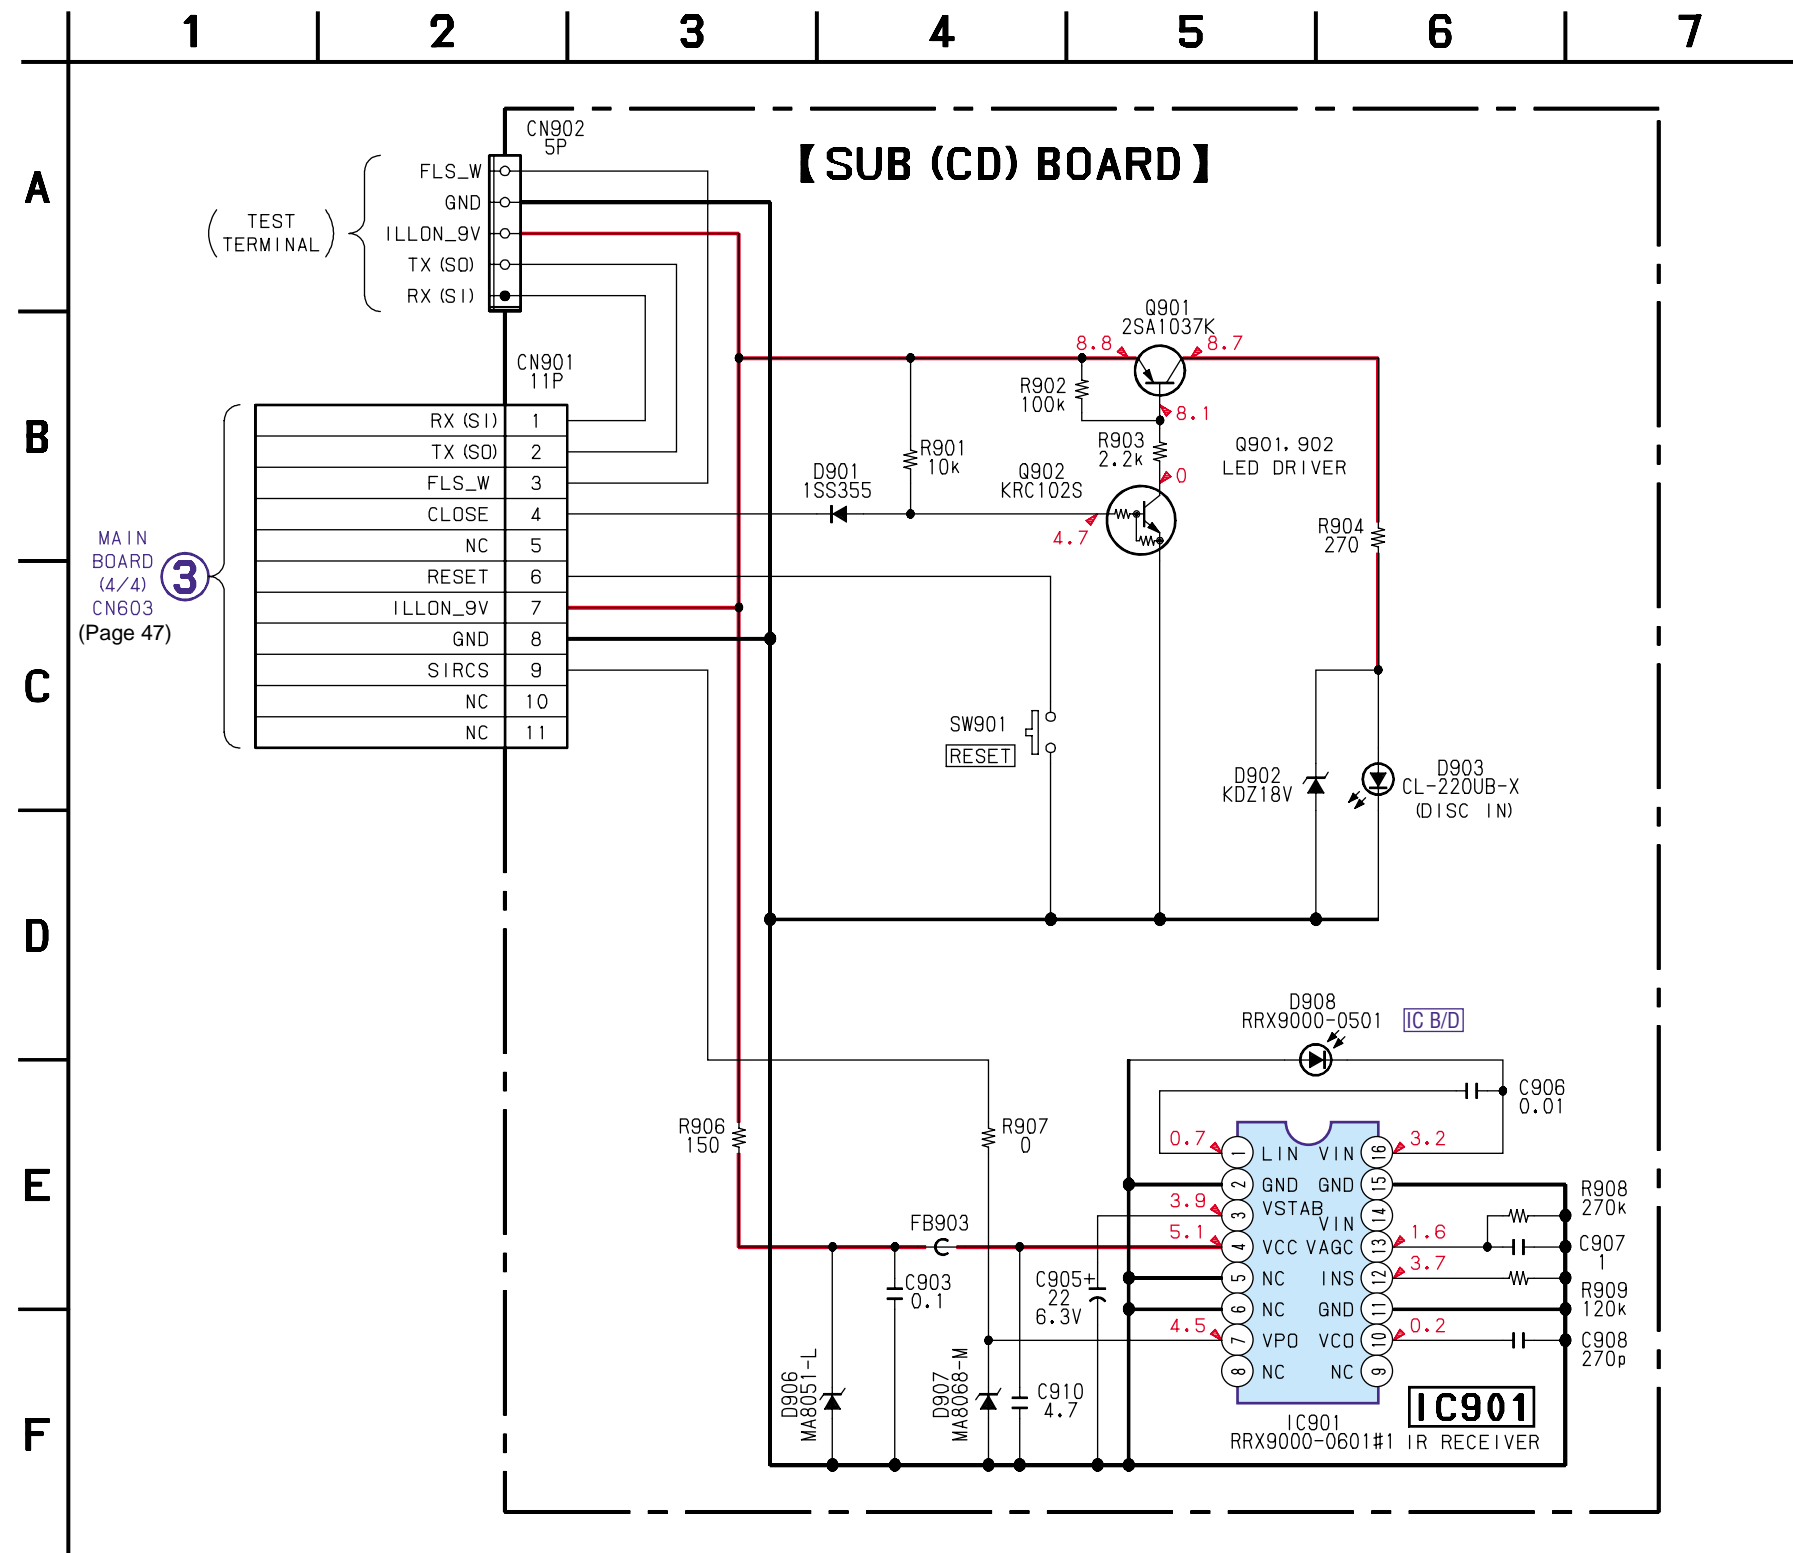 1 2 3 4 5 6 7
A
B
C
D
E
F
【SUB (CD) BOARD】
CN902
5P
FLS_W
GND
ILLON_9V
TX (SO)
RX (SI)
(TEST
TERMINAL)
CN901
11P
RX (SI) 1
TX (SO) 2
FLS_W 3
CLOSE 4
NC 5
RESET 6
ILLON_9V 7
GND 8
SIRCS 9
NC 10
NC 11
MAIN
BOARD
(4/4)
CN603
(Page 47)
3
Q901
2SA1037K
8.8
8.7
8.1
R902
100k
R903
2.2k
0
Q901, 902
LED DRIVER
R901
10k
D901
1SS355
Q902
KRC102S
4.7
R904
270
SW901
RESET
D902
KDZ18V
D903
CL-220UB-X
(DISC IN)
D908
RRX9000-0501
IC B/D
C906
0.01
R906
150
R907
0
FB903
C903
0.1
C905 +
22
6.3V
D906
MA8051-L
D907
MA8068-M
C910
4.7
0.7
3.9
5.1
4.5
1 LIN VIN 16
2 GND GND 15
3 VSTAB VIN 14
4 VCC VAGC 13
5 NC INS 12
6 NC GND 11
7 VPO VCO 10
8 NC NC 9
3.2
1.6
3.7
0.2
R908
270k
C907
1
R909
120k
C908
270p
IC901
RRX9000-0601#1
IC901
IR RECEIVER